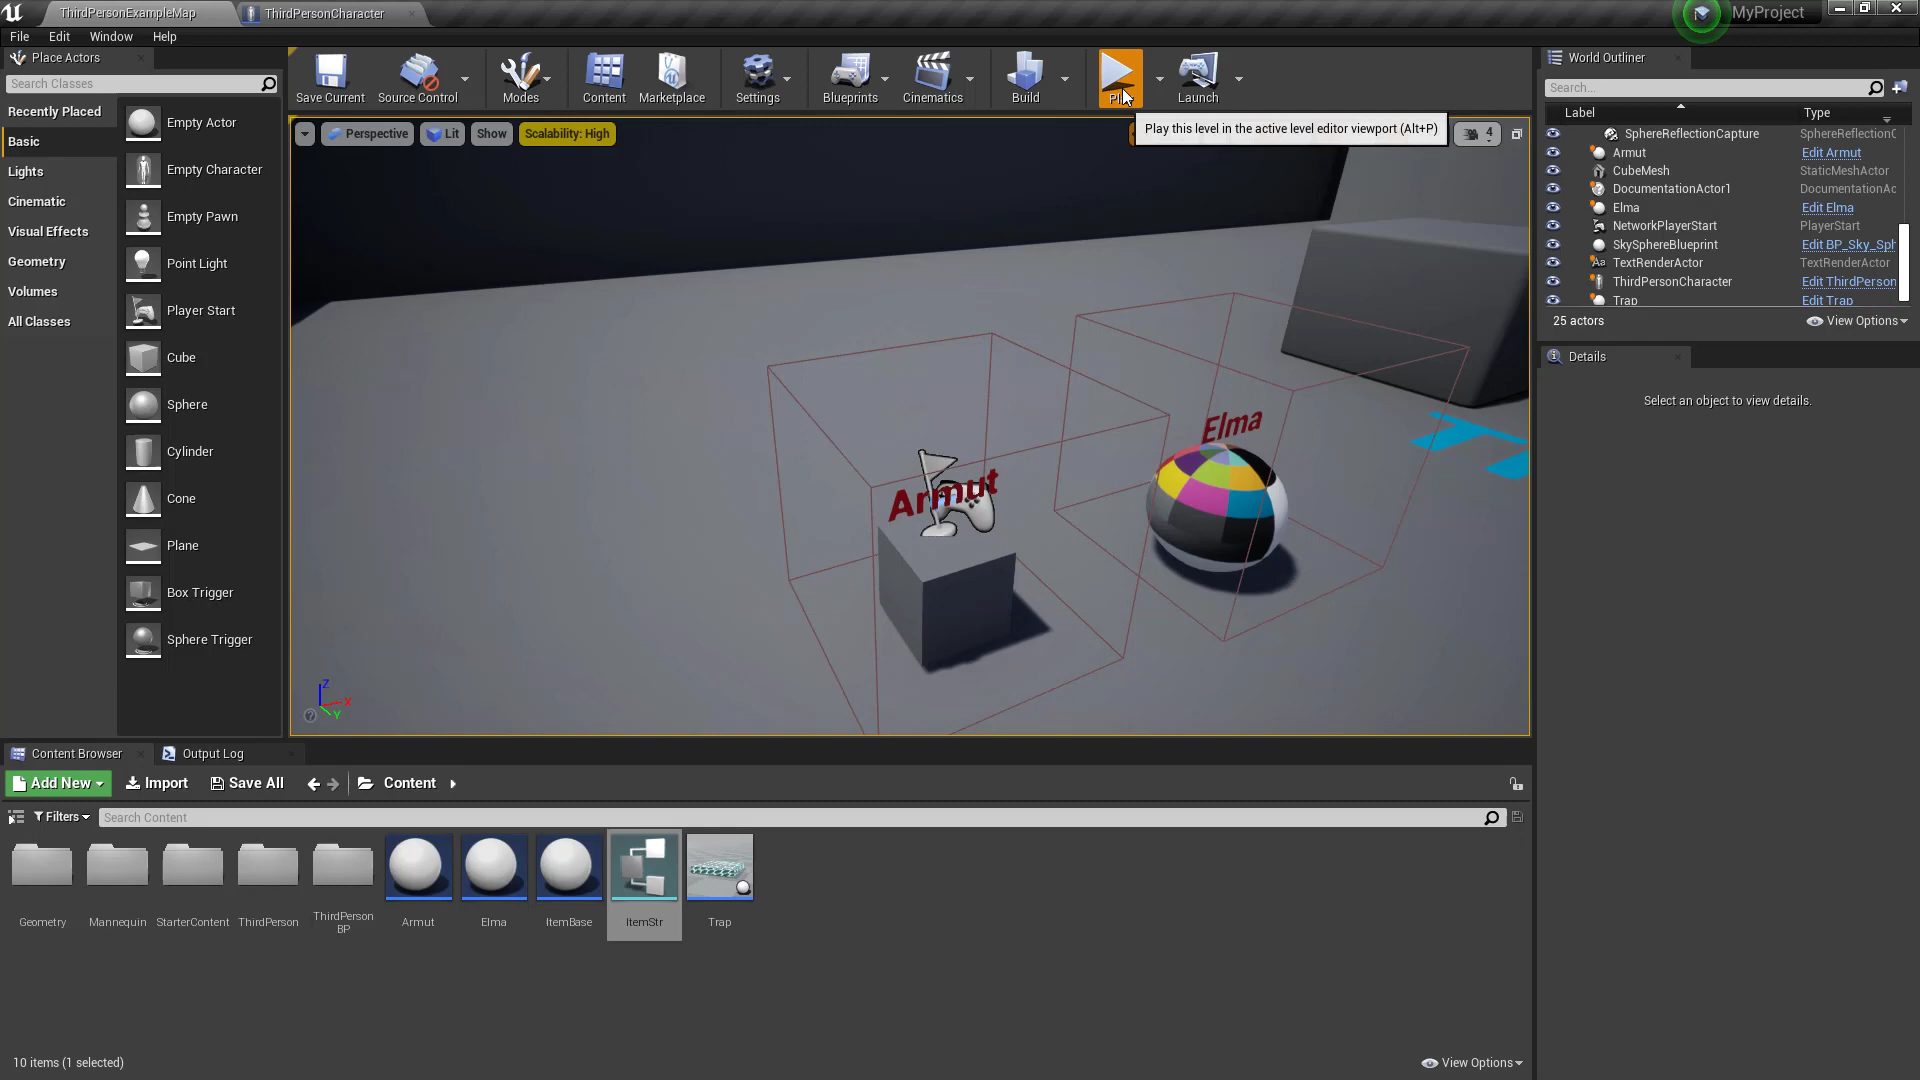 ThirdPersonExampleMap
ThirdPersonCharacter
MyProject
File
Edit
Window
Help
Place Actors
Search Classes
Recently Placed
Basic
Lights
Cinematic
Visual Effects
Geometry
Volumes
All Classes
Empty Actor
Empty Character
Empty Pawn
Point Light
Player Start
Cube
Sphere
Cylinder
Cone
Plane
Box Trigger
Sphere Trigger
Save Current
Source Control
Modes
Content
Marketplace
Settings
Blueprints
Cinematics
Build
Launch
Play this level in the active level editor viewport (Alt+P)
Perspective
Lit
Show
Scalability: High
4
Armut
Elma
Z
X
Y
World Outliner
Search...
Label
Type
SphereReflectionCapture
SphereReflectionC
Armut
Edit Armut
CubeMesh
StaticMeshActor
DocumentationActor1
DocumentationAc
Elma
Edit Elma
NetworkPlayerStart
PlayerStart
SkySphereBlueprint
Edit BP_Sky_Sph
TextRenderActor
TextRenderActor
ThirdPersonCharacter
Edit ThirdPerson
Trap
Edit Trap
25 actors
View Options
Details
Select an object to view details.
Content Browser
Output Log
Add New
Import
Save All
Content
Filters
Search Content
Geometry
Mannequin
StarterContent
ThirdPerson
ThirdPerson
BP
Armut
Elma
ItemBase
ItemStr
Trap
10 items (1 selected)
View Options